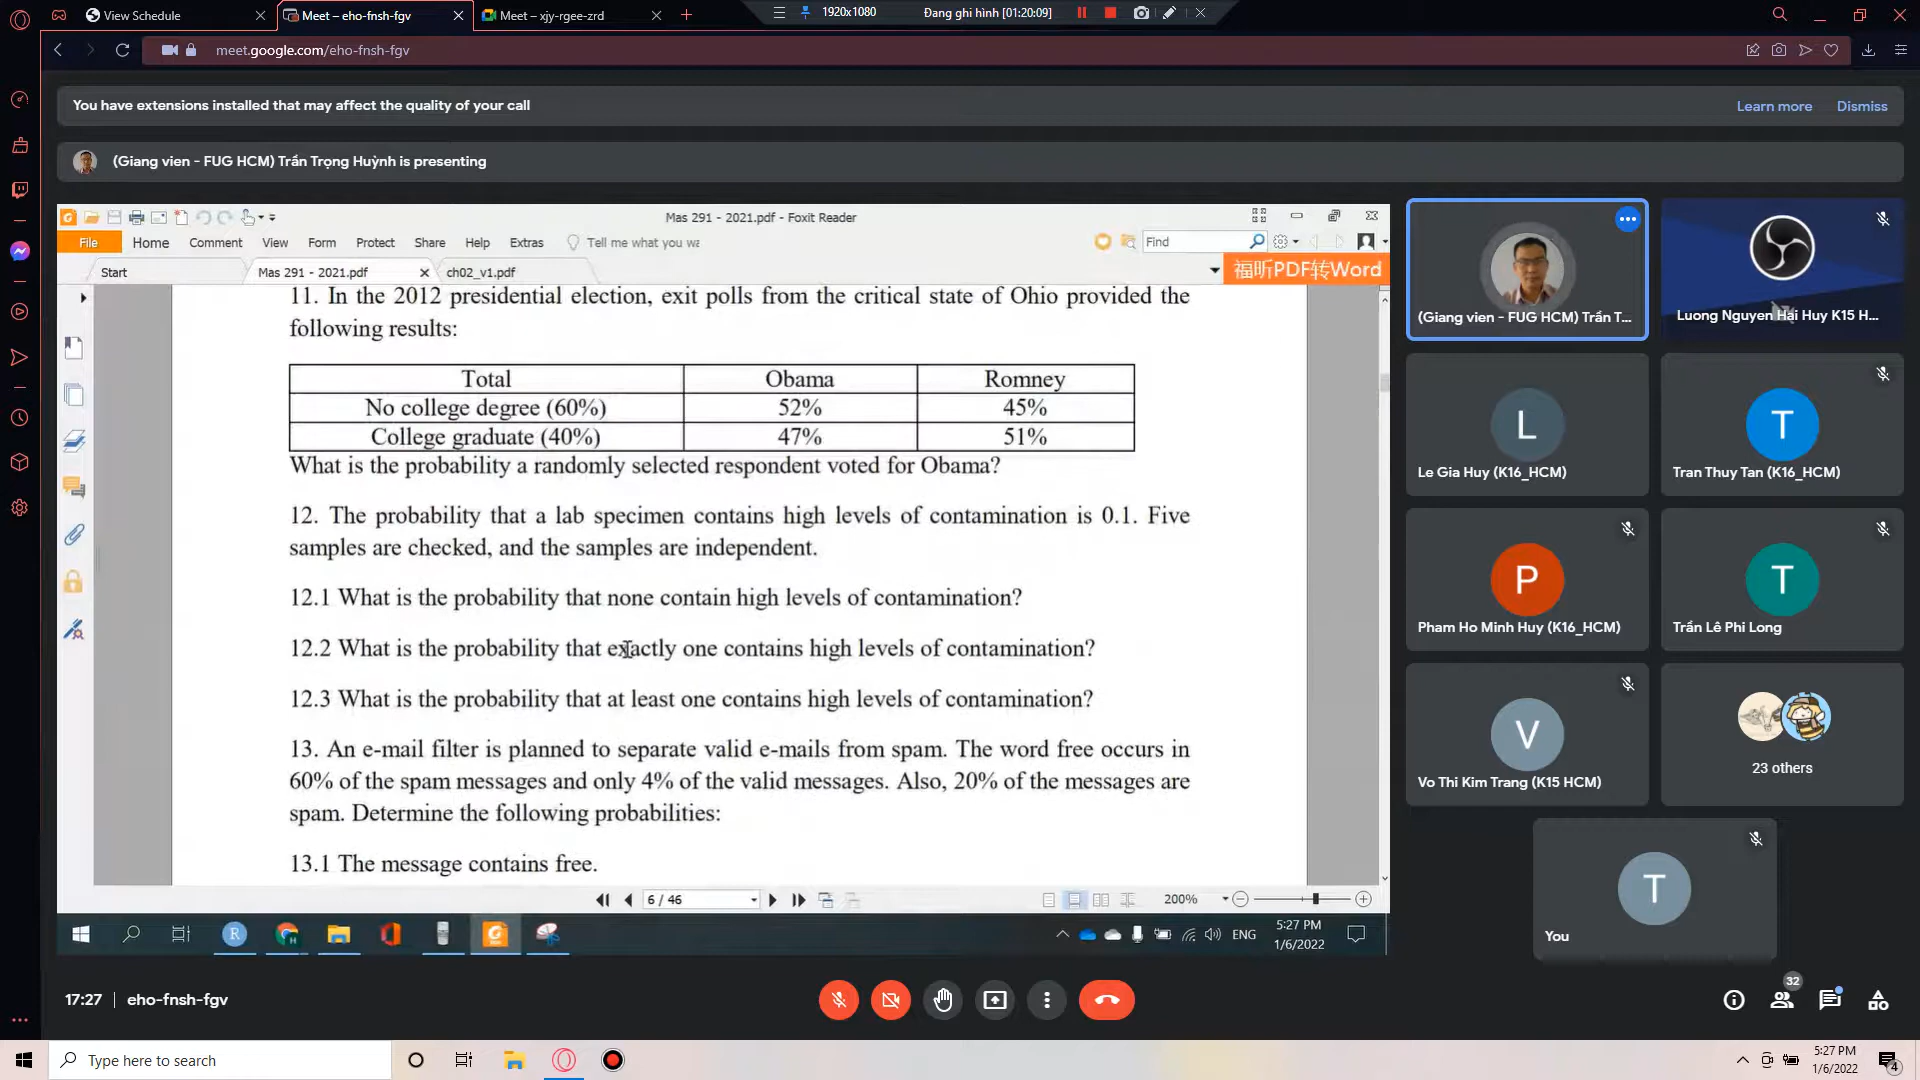 View Schedule
Meet – eho-fnsh-fgv
Meet – xjy-rgee-zrd
1920x1080
Đang ghi hình [01:20:09]
meet.google.com/eho-fnsh-fgv
You have extensions installed that may affect the quality of your call
Learn more
Dismiss
(Giang vien - FUG HCM) Trần Trọng Huỳnh is presenting
Mas 291 - 2021.pdf - Foxit Reader
File
Home
Comment
View
Form
Protect
Share
Help
Extras
Tell me what you wa
Find
Start
Mas 291 - 2021.pdf
ch02_v1.pdf
福昕PDF转Word
11. In the 2012 presidential election, exit polls from the critical state of Ohio provided the
following results:
Total
Obama
Romney
No college degree (60%)
52%
45%
College graduate (40%)
47%
51%
What is the probability a randomly selected respondent voted for Obama?
12. The probability that a lab specimen contains high levels of contamination is 0.1. Five
samples are checked, and the samples are independent.
12.1 What is the probability that none contain high levels of contamination?
12.2 What is the probability that exactly one contains high levels of contamination?
12.3 What is the probability that at least one contains high levels of contamination?
13. An e-mail filter is planned to separate valid e-mails from spam. The word free occurs in
60% of the spam messages and only 4% of the valid messages. Also, 20% of the messages are
spam. Determine the following probabilities:
13.1 The message contains free.
6 / 46
200%
ENG
5:27 PM
1/6/2022
(Giang vien - FUG HCM) Trần T...
Luong Nguyen Hai Huy K15 H...
L
Le Gia Huy (K16_HCM)
T
Tran Thuy Tan (K16_HCM)
P
Pham Ho Minh Huy (K16_HCM)
T
Trần Lê Phi Long
V
Vo Thi Kim Trang (K15 HCM)
23 others
T
You
17:27
eho-fnsh-fgv
32
Type here to search
5:27 PM
1/6/2022
4